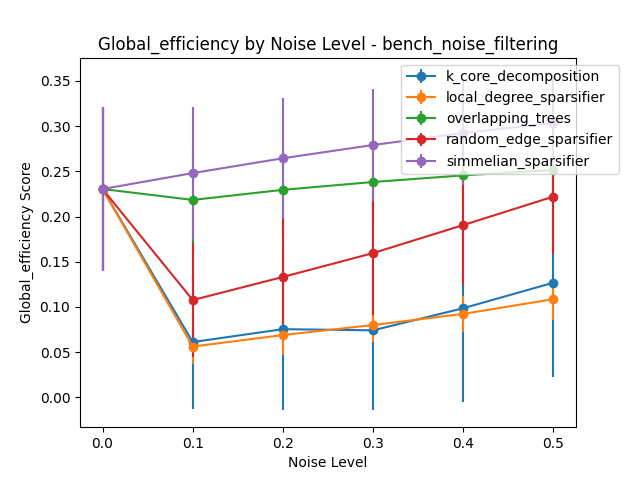 Global_efficiency by Noise Level - bench_noise_filtering
k_core_decomposition
local_degree_sparsifier
overlapping_trees
random_edge_sparsifier
simmelian_sparsifier
Global_efficiency Score
0.35
0.30
0.25
0.20
0.15
0.10
0.05
0.00
0.0 0.1 0.2 0.3 0.4 0.5
Noise Level